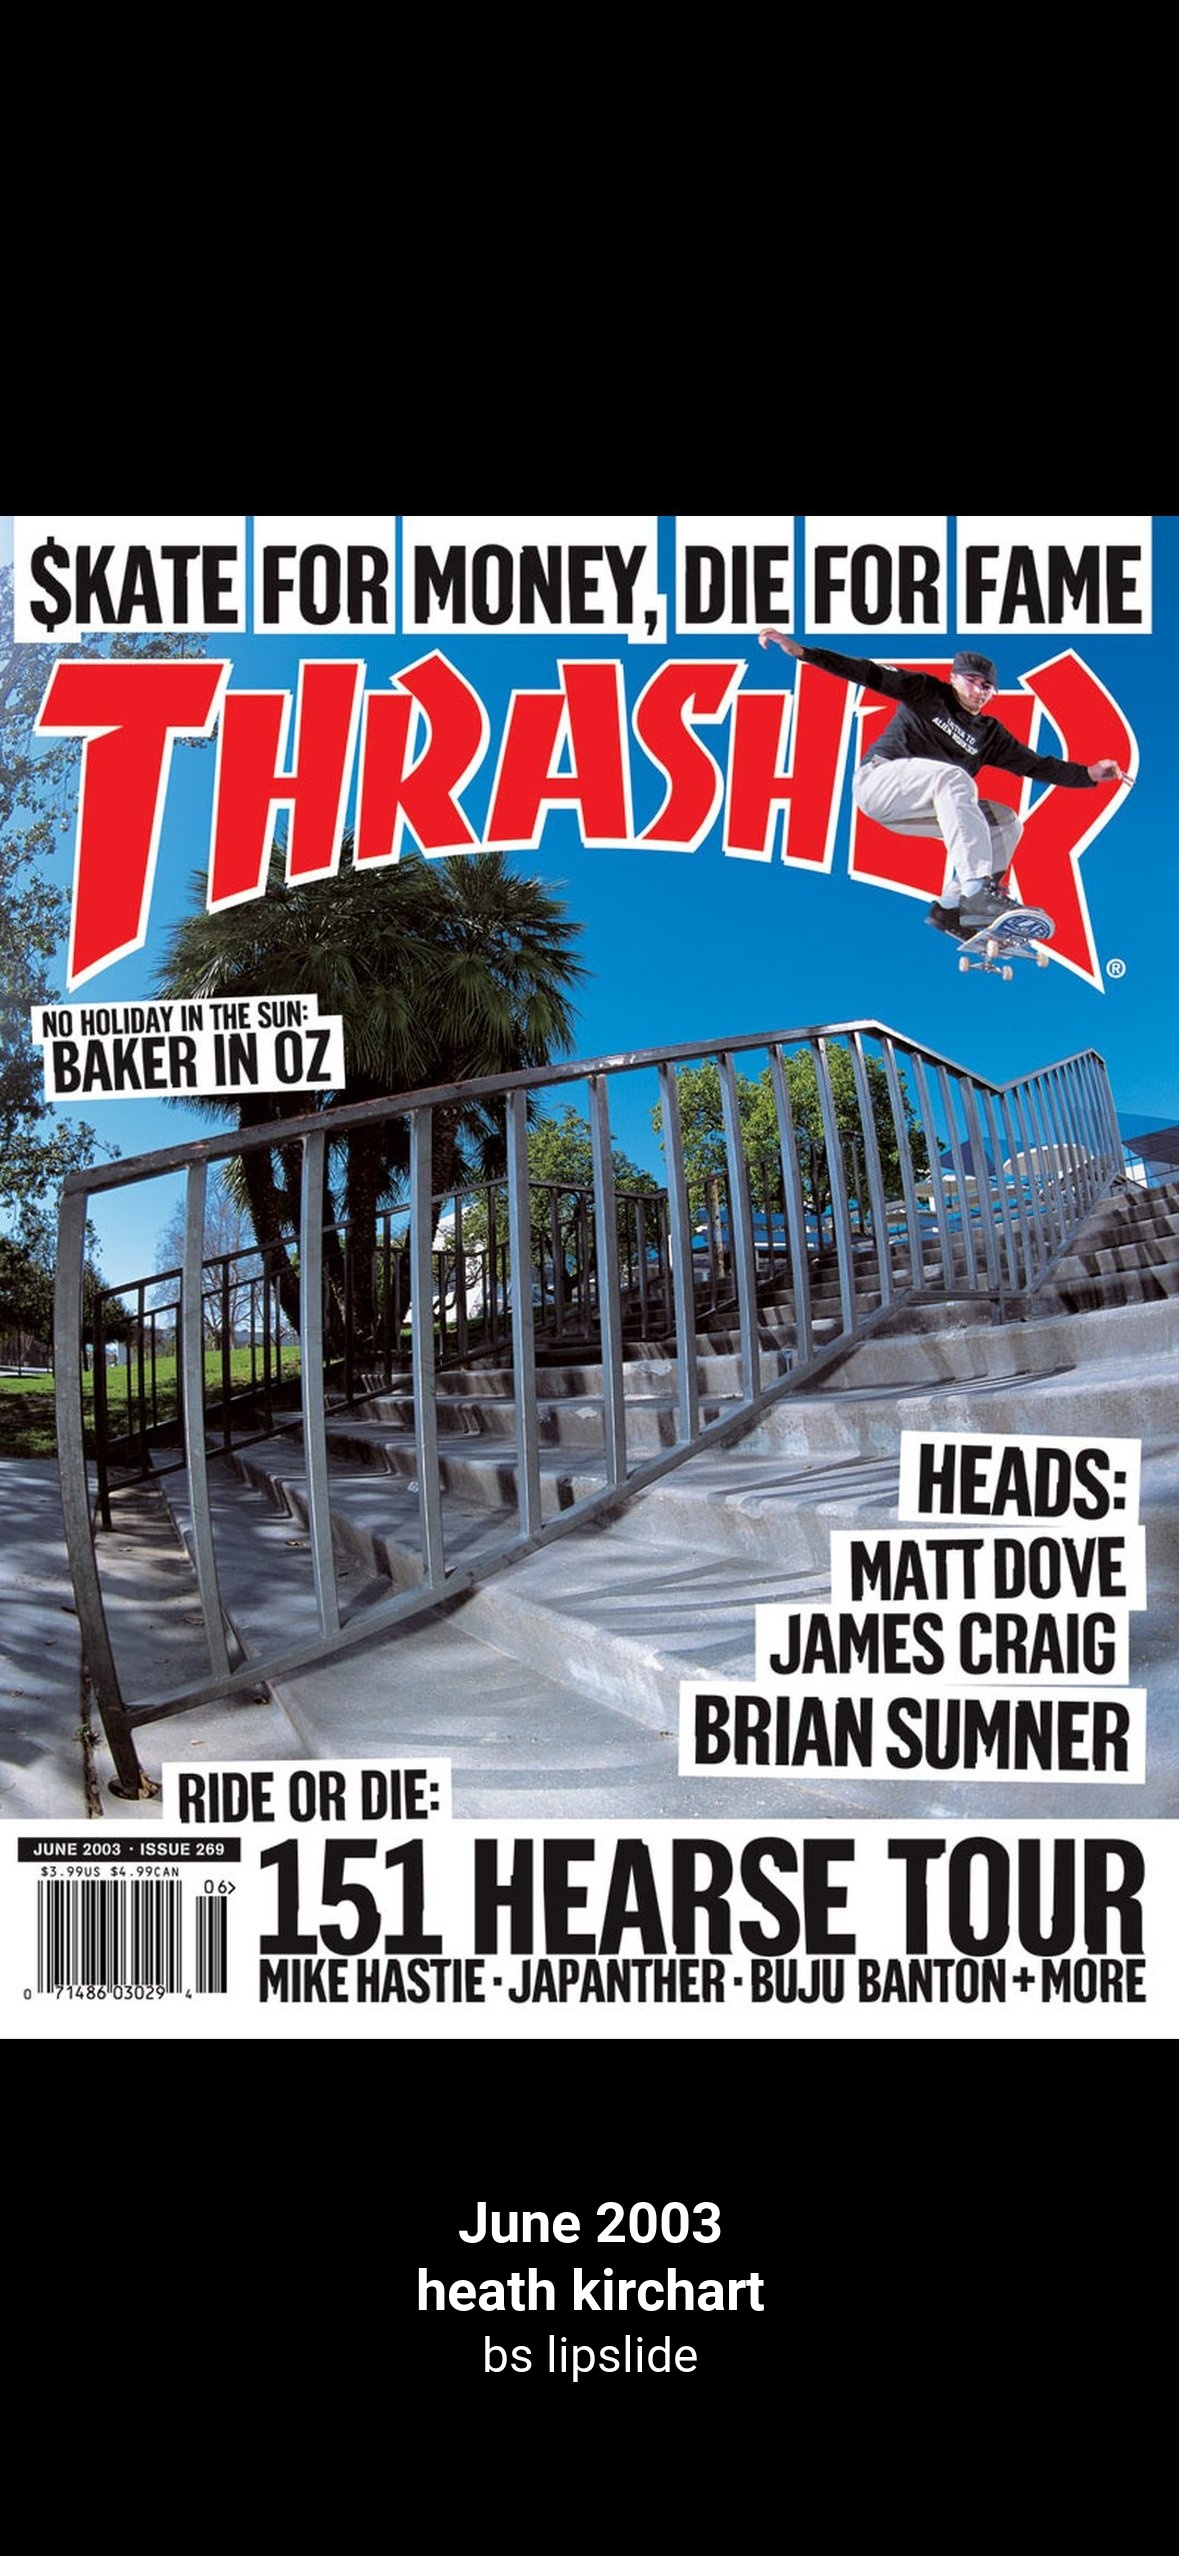 $KATE FOR MONEY, DIE FOR FAME
THRASHER
®
NO HOLIDAY IN THE SUN:
BAKER IN OZ
HEADS:
MATT DOVE
JAMES CRAIG
BRIAN SUMNER
RIDE OR DIE:
151 HEARSE TOUR
MIKE HASTIE · JAPANTHER · BUJU BANTON + MORE
JUNE 2003 · ISSUE 269
$3.99US $4.99CAN
06>
0 71486 03029 4
June 2003
heath kirchart
bs lipslide